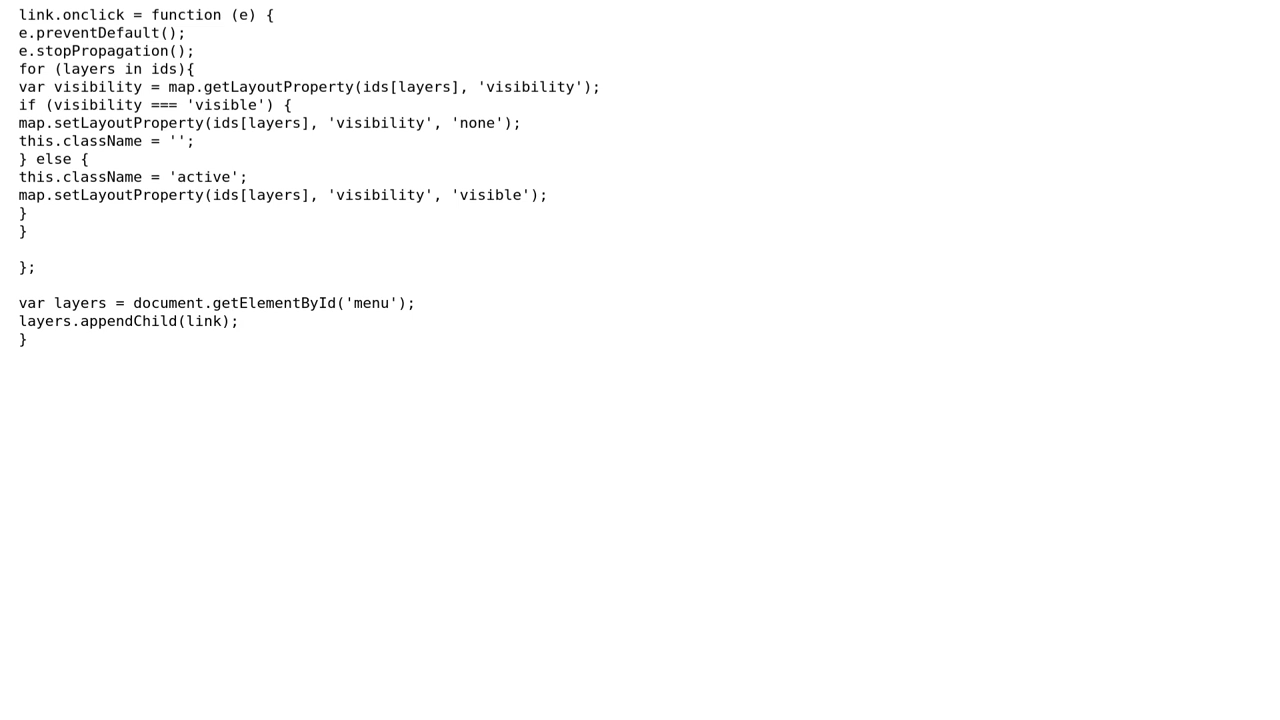 link.onclick = function (e) {
e.preventDefault();
e.stopPropagation();
for (layers in ids){
var visibility = map.getLayoutProperty(ids[layers], 'visibility');
if (visibility === 'visible') {
map.setLayoutProperty(ids[layers], 'visibility', 'none');
this.className = '';
} else {
this.className = 'active';
map.setLayoutProperty(ids[layers], 'visibility', 'visible');
}
}

};

var layers = document.getElementById('menu');
layers.appendChild(link);
}